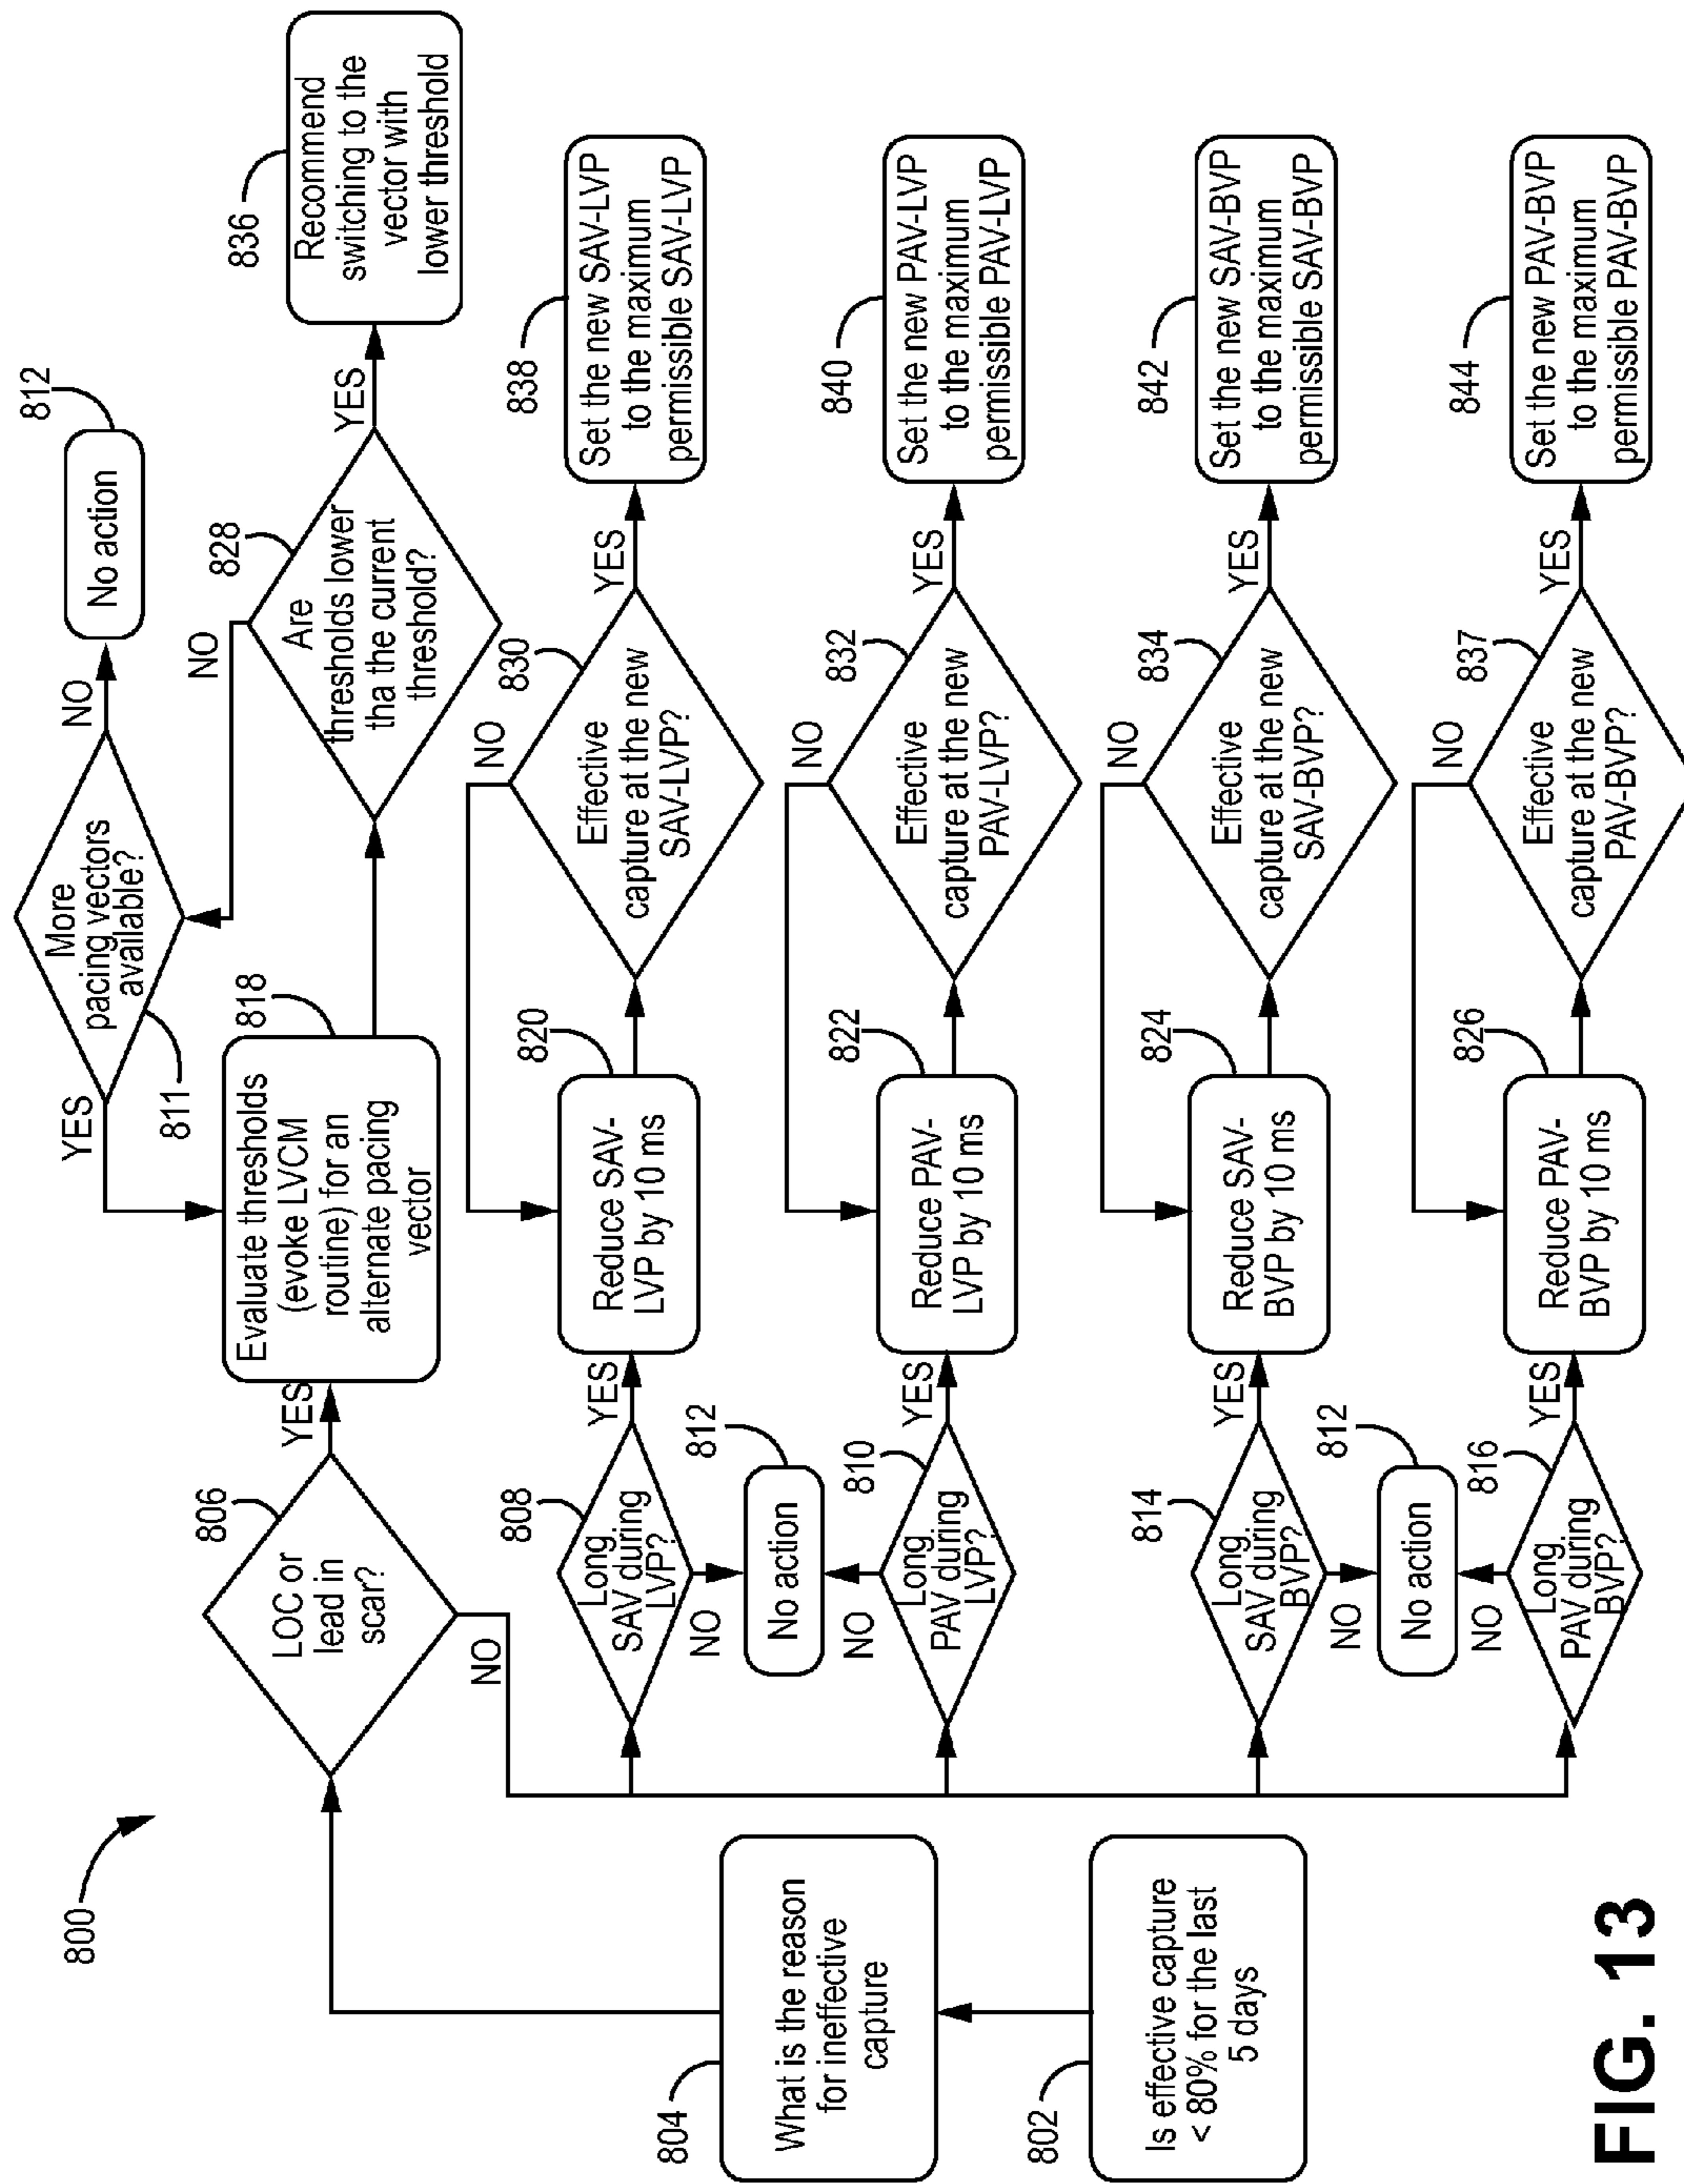 800
802
Is effective capture
< 80% for the last
5 days
804
What is the reason
for ineffective
capture
806
LOC or
lead in
scar?
YES
NO
818
Evaluate thresholds
(evoke LVCM
routine) for an
alternate pacing
vector
YES
811
More
pacing vectors
available?
NO
812
No action
828
Are
thresholds lower
tha the current
threshold?
NO
YES
836
Recommend
switching to the
vector with
lower threshold
808
Long
SAV during
LVP?
YES
NO
820
Reduce SAV-
LVP by 10 ms
830
Effective
capture at the new
SAV-LVP?
NO
YES
838
Set the new SAV-LVP
to the maximum
permissible SAV-LVP
812
No action
810
Long
PAV during
LVP?
NO
YES
822
Reduce PAV-
LVP by 10 ms
832
Effective
capture at the new
PAV-LVP?
NO
YES
840
Set the new PAV-LVP
to the maximum
permissible PAV-LVP
814
Long
SAV during
BVP?
YES
NO
824
Reduce SAV-
BVP by 10 ms
834
Effective
capture at the new
SAV-BVP?
NO
YES
842
Set the new SAV-BVP
to the maximum
permissible SAV-BVP
812
No action
816
Long
PAV during
BVP?
NO
YES
826
Reduce PAV-
BVP by 10 ms
837
Effective
capture at the new
PAV-BVP?
NO
YES
844
Set the new PAV-BVP
to the maximum
permissible PAV-BVP
FIG. 13